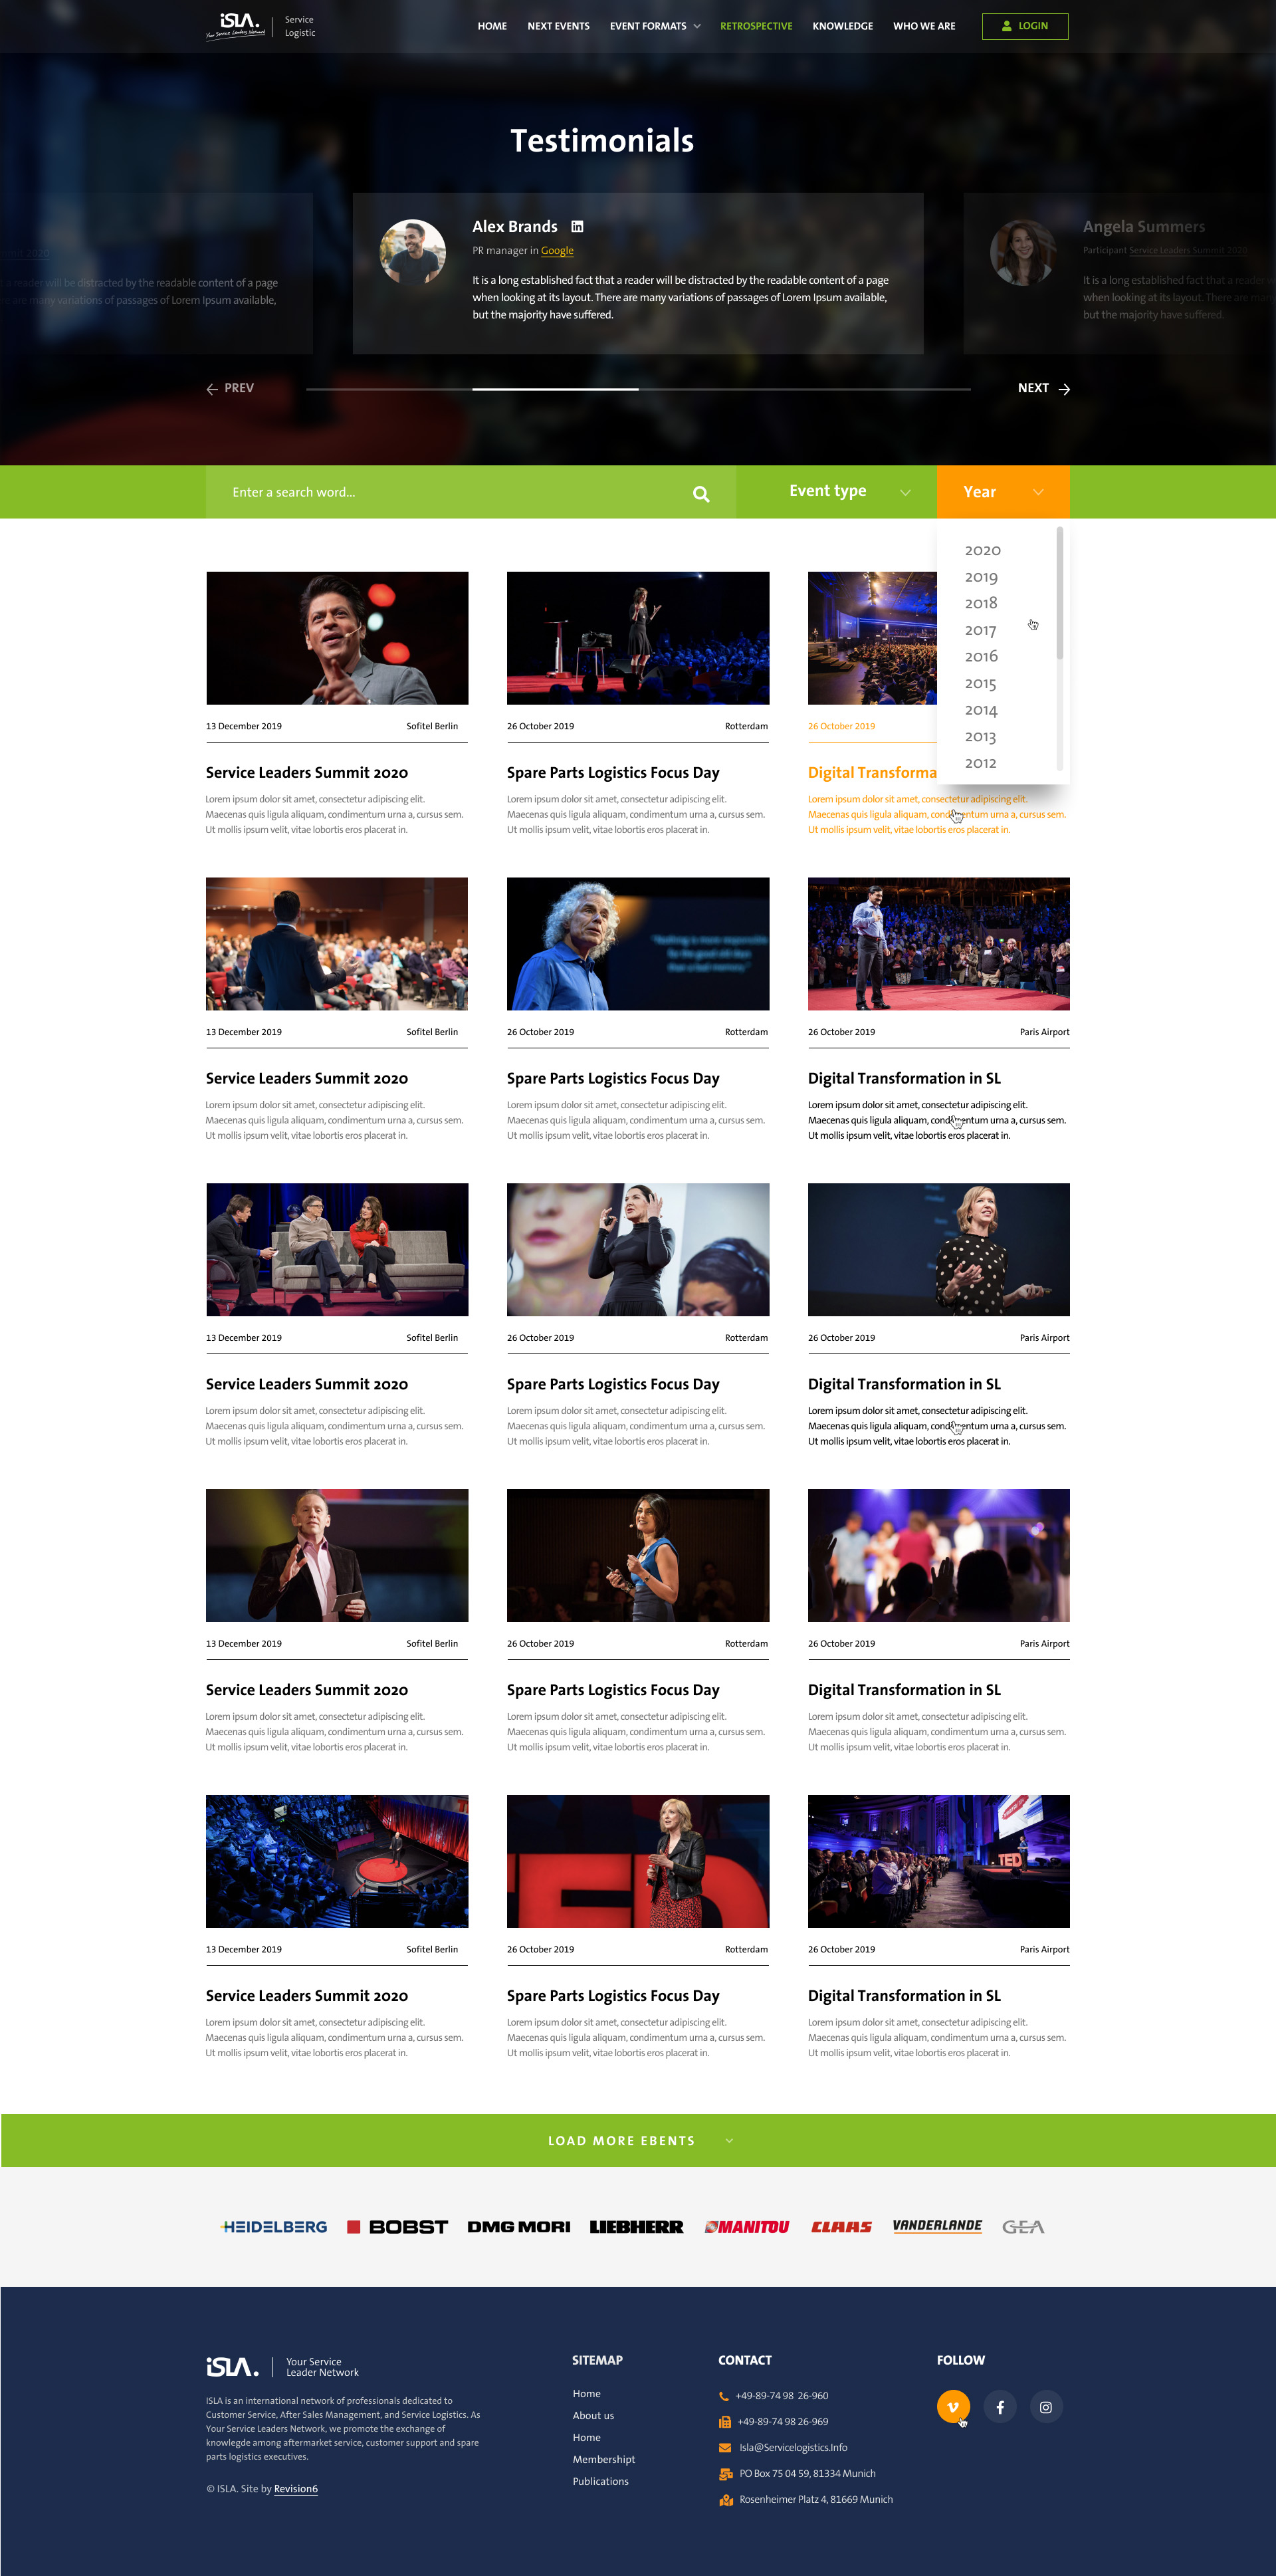 iSLA.
Your Service Leaders Network
Service
Logistic
HOME
NEXT EVENTS
EVENT FORMATS
RETROSPECTIVE
KNOWLEDGE
WHO WE ARE
LOGIN
Testimonials
a reader will be distracted by the readable content of a page
many variations of passages of Lorem Ipsum available,
Alex Brands
PR manager in Google
It is a long established fact that a reader will be distracted by the readable content of a page
when looking at its layout. There are many variations of passages of Lorem Ipsum available,
but the majority have suffered.
Angela Summers
Participant Service Leaders Summit 2020
It is a long established fact that a reader
when looking at its layout. There are many
but the majority have suffered.
PREV
NEXT
Enter a search word...
Event type
Year
2020
2019
2018
2017
2016
2015
2014
2013
2012
13 December 2019 Sofitel Berlin
Service Leaders Summit 2020
Lorem ipsum dolor sit amet, consectetur adipiscing elit.
Maecenas quis ligula aliquam, condimentum urna a, cursus sem.
Ut mollis ipsum velit, vitae lobortis eros placerat in.
26 October 2019 Rotterdam
Spare Parts Logistics Focus Day
Lorem ipsum dolor sit amet, consectetur adipiscing elit.
Maecenas quis ligula aliquam, condimentum urna a, cursus sem.
Ut mollis ipsum velit, vitae lobortis eros placerat in.
26 October 2019
Digital Transforma
Lorem ipsum dolor sit amet, consectetur adipiscing elit.
Maecenas quis ligula aliquam, condimentum urna a, cursus sem.
Ut mollis ipsum velit, vitae lobortis eros placerat in.
13 December 2019 Sofitel Berlin
Service Leaders Summit 2020
Lorem ipsum dolor sit amet, consectetur adipiscing elit.
Maecenas quis ligula aliquam, condimentum urna a, cursus sem.
Ut mollis ipsum velit, vitae lobortis eros placerat in.
26 October 2019 Rotterdam
Spare Parts Logistics Focus Day
Lorem ipsum dolor sit amet, consectetur adipiscing elit.
Maecenas quis ligula aliquam, condimentum urna a, cursus sem.
Ut mollis ipsum velit, vitae lobortis eros placerat in.
26 October 2019 Paris Airport
Digital Transformation in SL
Lorem ipsum dolor sit amet, consectetur adipiscing elit.
Maecenas quis ligula aliquam, condimentum urna a, cursus sem.
Ut mollis ipsum velit, vitae lobortis eros placerat in.
13 December 2019 Sofitel Berlin
Service Leaders Summit 2020
Lorem ipsum dolor sit amet, consectetur adipiscing elit.
Maecenas quis ligula aliquam, condimentum urna a, cursus sem.
Ut mollis ipsum velit, vitae lobortis eros placerat in.
26 October 2019 Rotterdam
Spare Parts Logistics Focus Day
Lorem ipsum dolor sit amet, consectetur adipiscing elit.
Maecenas quis ligula aliquam, condimentum urna a, cursus sem.
Ut mollis ipsum velit, vitae lobortis eros placerat in.
26 October 2019 Paris Airport
Digital Transformation in SL
Lorem ipsum dolor sit amet, consectetur adipiscing elit.
Maecenas quis ligula aliquam, condimentum urna a, cursus sem.
Ut mollis ipsum velit, vitae lobortis eros placerat in.
13 December 2019 Sofitel Berlin
Service Leaders Summit 2020
Lorem ipsum dolor sit amet, consectetur adipiscing elit.
Maecenas quis ligula aliquam, condimentum urna a, cursus sem.
Ut mollis ipsum velit, vitae lobortis eros placerat in.
26 October 2019 Rotterdam
Spare Parts Logistics Focus Day
Lorem ipsum dolor sit amet, consectetur adipiscing elit.
Maecenas quis ligula aliquam, condimentum urna a, cursus sem.
Ut mollis ipsum velit, vitae lobortis eros placerat in.
26 October 2019 Paris Airport
Digital Transformation in SL
Lorem ipsum dolor sit amet, consectetur adipiscing elit.
Maecenas quis ligula aliquam, condimentum urna a, cursus sem.
Ut mollis ipsum velit, vitae lobortis eros placerat in.
TED
13 December 2019 Sofitel Berlin
Service Leaders Summit 2020
Lorem ipsum dolor sit amet, consectetur adipiscing elit.
Maecenas quis ligula aliquam, condimentum urna a, cursus sem.
Ut mollis ipsum velit, vitae lobortis eros placerat in.
26 October 2019 Rotterdam
Spare Parts Logistics Focus Day
Lorem ipsum dolor sit amet, consectetur adipiscing elit.
Maecenas quis ligula aliquam, condimentum urna a, cursus sem.
Ut mollis ipsum velit, vitae lobortis eros placerat in.
26 October 2019 Paris Airport
Digital Transformation in SL
Lorem ipsum dolor sit amet, consectetur adipiscing elit.
Maecenas quis ligula aliquam, condimentum urna a, cursus sem.
Ut mollis ipsum velit, vitae lobortis eros placerat in.
LOAD MORE EBENTS
HEIDELBERG
BOBST
DMG MORI
LIEBHERR
MANITOU
CLAAS
VANDERLANDE
GEA
iSLA.
Your Service
Leader Network
ISLA is an international network of professionals dedicated to
Customer Service, After Sales Management, and Service Logistics. As
Your Service Leaders Network, we promote the exchange of
knowlegde among aftermarket service, customer support and spare
parts logistics executives.
© ISLA. Site by Revision6
SITEMAP
Home
About us
Home
Membershipt
Publications
CONTACT
+49-89-74 98 26-960
+49-89-74 98 26-969
Isla@Servicelogistics.Info
PO Box 75 04 59, 81334 Munich
Rosenheimer Platz 4, 81669 Munich
FOLLOW